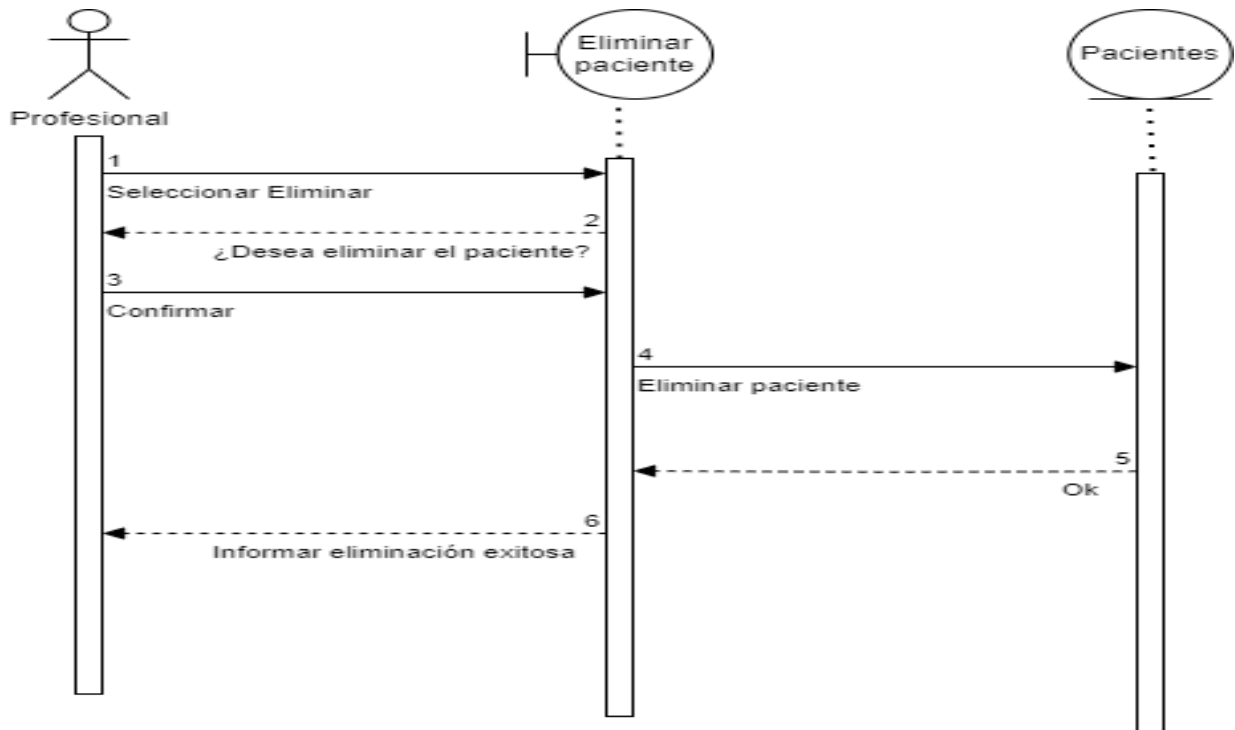 Eliminar
paciente
Pacientes
Profesional
1
Seleccionar Eliminar
2
¿Desea eliminar el paciente?
3
Confirmar
4
Eliminar paciente
5
Ok
6
Informar eliminación exitosa